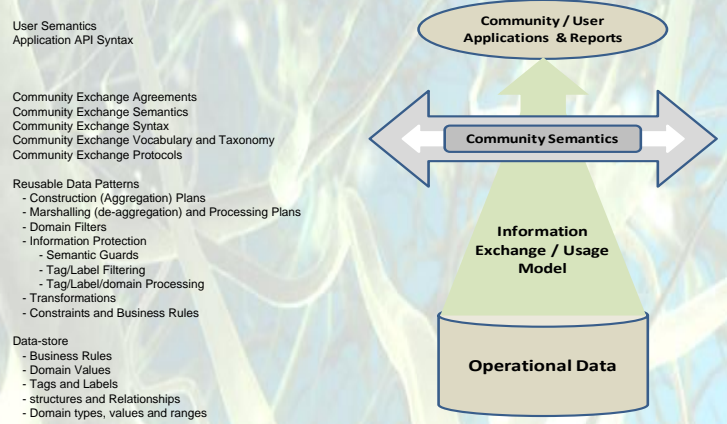 User Semantics
Application API Syntax
Community Exchange Agreements
Community Exchange Semantics
Community Exchange Syntax
Community Exchange Vocabulary and Taxonomy
Community Exchange Protocols
Reusable Data Patterns
- Construction (Aggregation) Plans
- Marshalling (de-aggregation) and Processing Plans
- Domain Filters
- Information Protection
- Semantic Guards
- Tag/Label Filtering
- Tag/Label/domain Processing
- Transformations
- Constraints and Business Rules
Data-store
- Business Rules
- Domain Values
- Tags and Labels
- structures and Relationships
- Domain types, values and ranges
Community / User
Applications & Reports
Community Semantics
Information
Exchange / Usage
Model
Operational Data